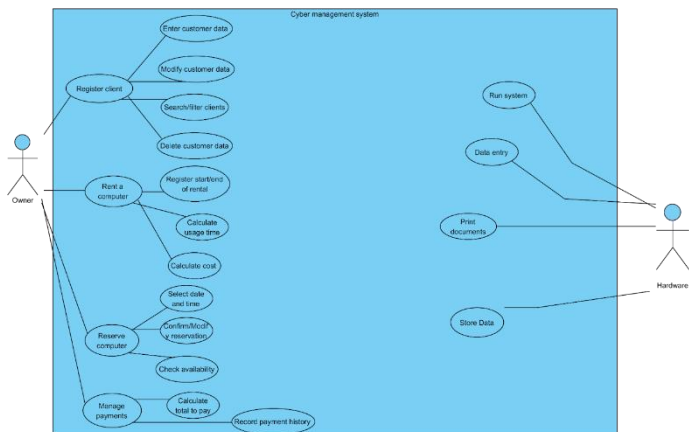 Cyber management system
Enter customer data
Modify customer data
Register client
Search/filter clients
Delete customer data
Run system
Data entry
Owner
Rent a
computer
Register start/end
of rental
Calculate
usage time
Calculate cost
Print
documents
Hardware
Select date
and time
Reserve
computer
Confirm/Modif
y reservation
Check availability
Store Data
Manage
payments
Calculate
total to pay
Record payment history